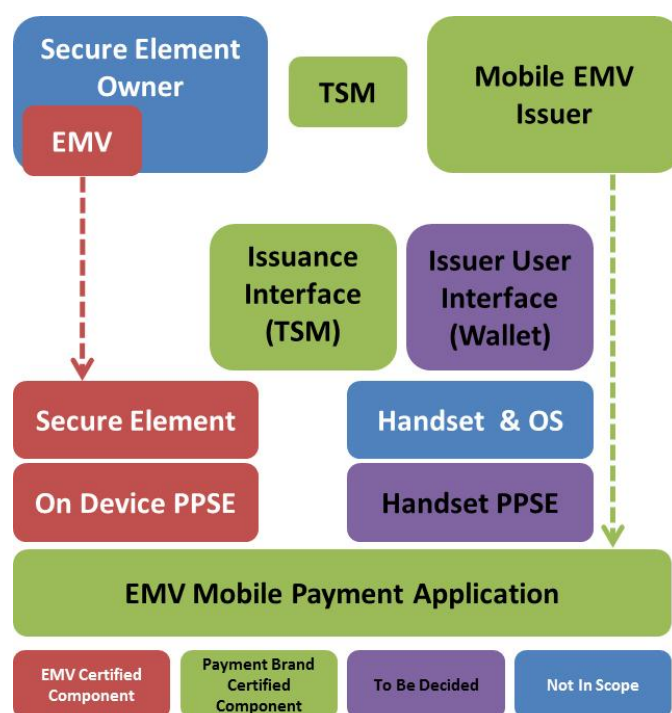 Secure Element
Owner
EMV
TSM
Mobile EMV
Issuer
Issuance
Interface
(TSM)
Issuer User
Interface
(Wallet)
Secure Element
Handset & OS
On Device PPSE
Handset PPSE
EMV Mobile Payment Application
EMV Certified
Component
Payment Brand
Certified
Component
To Be Decided
Not In Scope